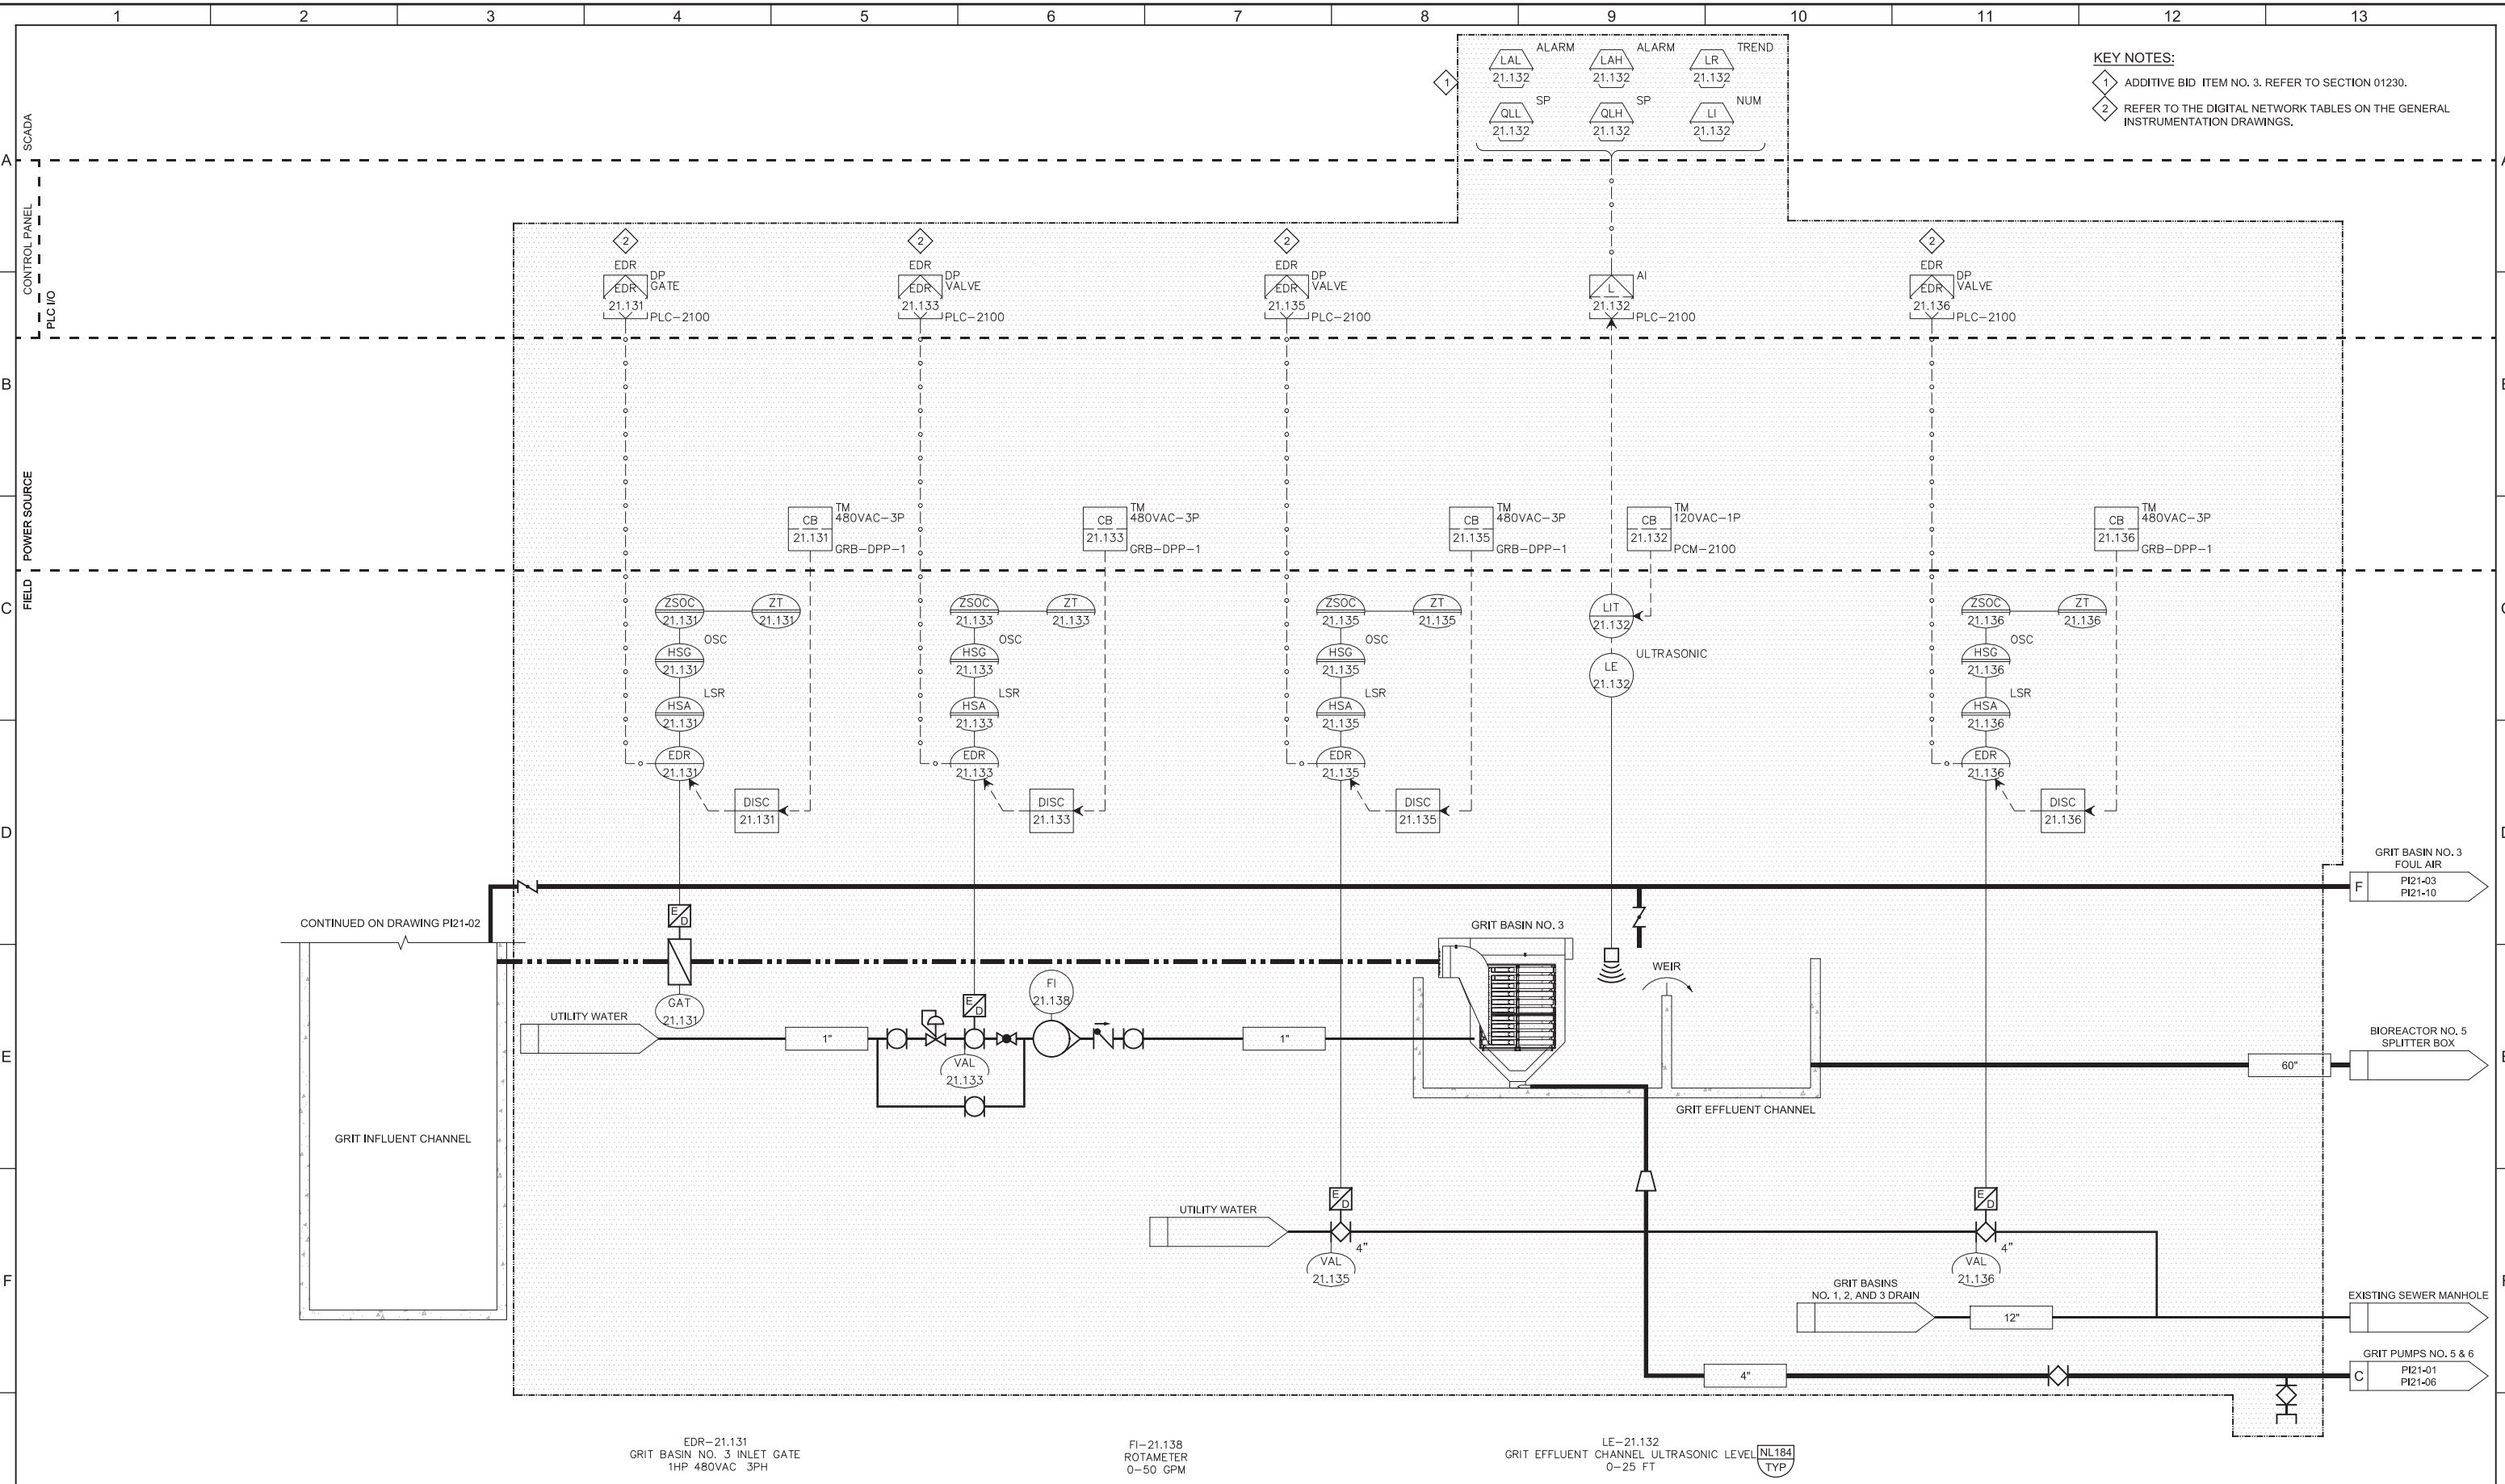 1 2 3 4 5 6 7 8 9 10 11 12 13
KEY NOTES:
1 ADDITIVE BID ITEM NO. 3. REFER TO SECTION 01230.
2 REFER TO THE DIGITAL NETWORK TABLES ON THE GENERAL
INSTRUMENTATION DRAWINGS.
1
LAL
21.132
ALARM
LAH
21.132
ALARM
LR
21.132
TREND
QLL
21.132
SP
QLH
21.132
SP
LI
21.132
NUM
A
B
C
D
E
F
SCADA
CONTROL PANEL
PLC I/O
POWER SOURCE
FIELD
2
EDR
EDR
21.131
DP
GATE
PLC-2100
2
EDR
EDR
21.133
DP
VALVE
PLC-2100
2
EDR
EDR
21.135
DP
VALVE
PLC-2100
L
21.132
AI
PLC-2100
2
EDR
EDR
21.136
DP
VALVE
PLC-2100
CB
21.131
TM
480VAC-3P
GRB-DPP-1
CB
21.133
TM
480VAC-3P
GRB-DPP-1
CB
21.135
TM
480VAC-3P
GRB-DPP-1
CB
21.132
TM
120VAC-1P
PCM-2100
CB
21.136
TM
480VAC-3P
GRB-DPP-1
ZSOC
21.131
ZT
21.131
OSC
HSG
21.131
LSR
HSA
21.131
EDR
21.131
DISC
21.131
ZSOC
21.133
ZT
21.133
OSC
HSG
21.133
LSR
HSA
21.133
EDR
21.133
DISC
21.133
ZSOC
21.135
ZT
21.135
OSC
HSG
21.135
LSR
HSA
21.135
EDR
21.135
DISC
21.135
LIT
21.132
LE
21.132
ULTRASONIC
ZSOC
21.136
ZT
21.136
OSC
HSG
21.136
LSR
HSA
21.136
EDR
21.136
DISC
21.136
GRIT BASIN NO. 3
FOUL AIR
F
PI21-03
PI21-10
CONTINUED ON DRAWING PI21-02
E
D
GRIT BASIN NO. 3
WEIR
GAT
21.131
E
D
FI
21.138
UTILITY WATER
1"
VAL
21.133
1"
BIOREACTOR NO. 5
SPLITTER BOX
60"
GRIT EFFLUENT CHANNEL
GRIT INFLUENT CHANNEL
UTILITY WATER
E
D
4"
VAL
21.135
E
D
4"
VAL
21.136
GRIT BASINS
NO. 1, 2, AND 3 DRAIN
12"
EXISTING SEWER MANHOLE
GRIT PUMPS NO. 5 & 6
4"
C
PI21-01
PI21-06
EDR-21.131
GRIT BASIN NO. 3 INLET GATE
1HP 480VAC 3PH
FI-21.138
ROTAMETER
0-50 GPM
LE-21.132
GRIT EFFLUENT CHANNEL ULTRASONIC LEVEL
0-25 FT
NL184
TYP